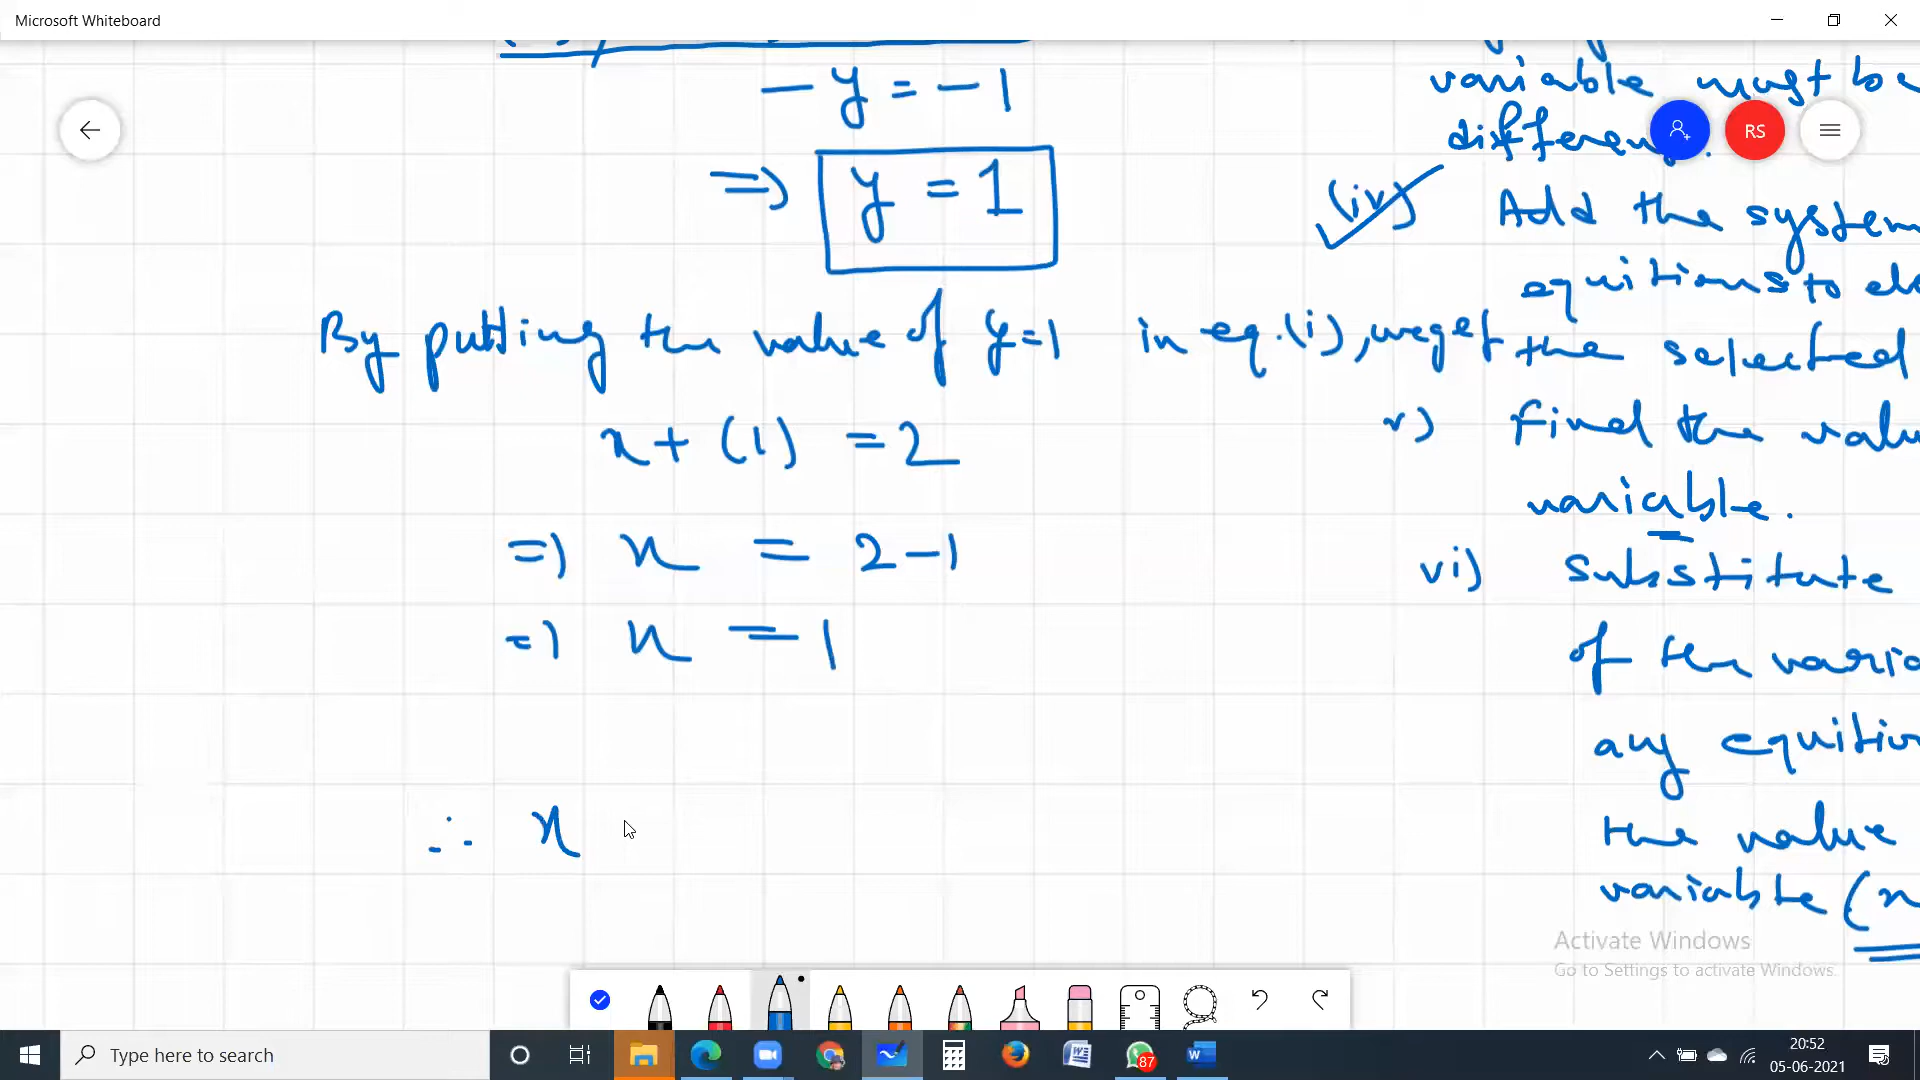 Microsoft Whiteboard
- y = - 1
=> y = 1
By putting the value of y=1 in eq.(i), we get
x + (1) = 2
=> x = 2 - 1
=> x = 1
∴ x
variable must be
(iv) Add the system
equitions to
the selected
v) Find the
variable.
vi) Substitute
of the
any
the value
variable (x
RS
Activate Windows
Go to Settings to activate Windows.
Type here to search
87
20:52
05-06-2021